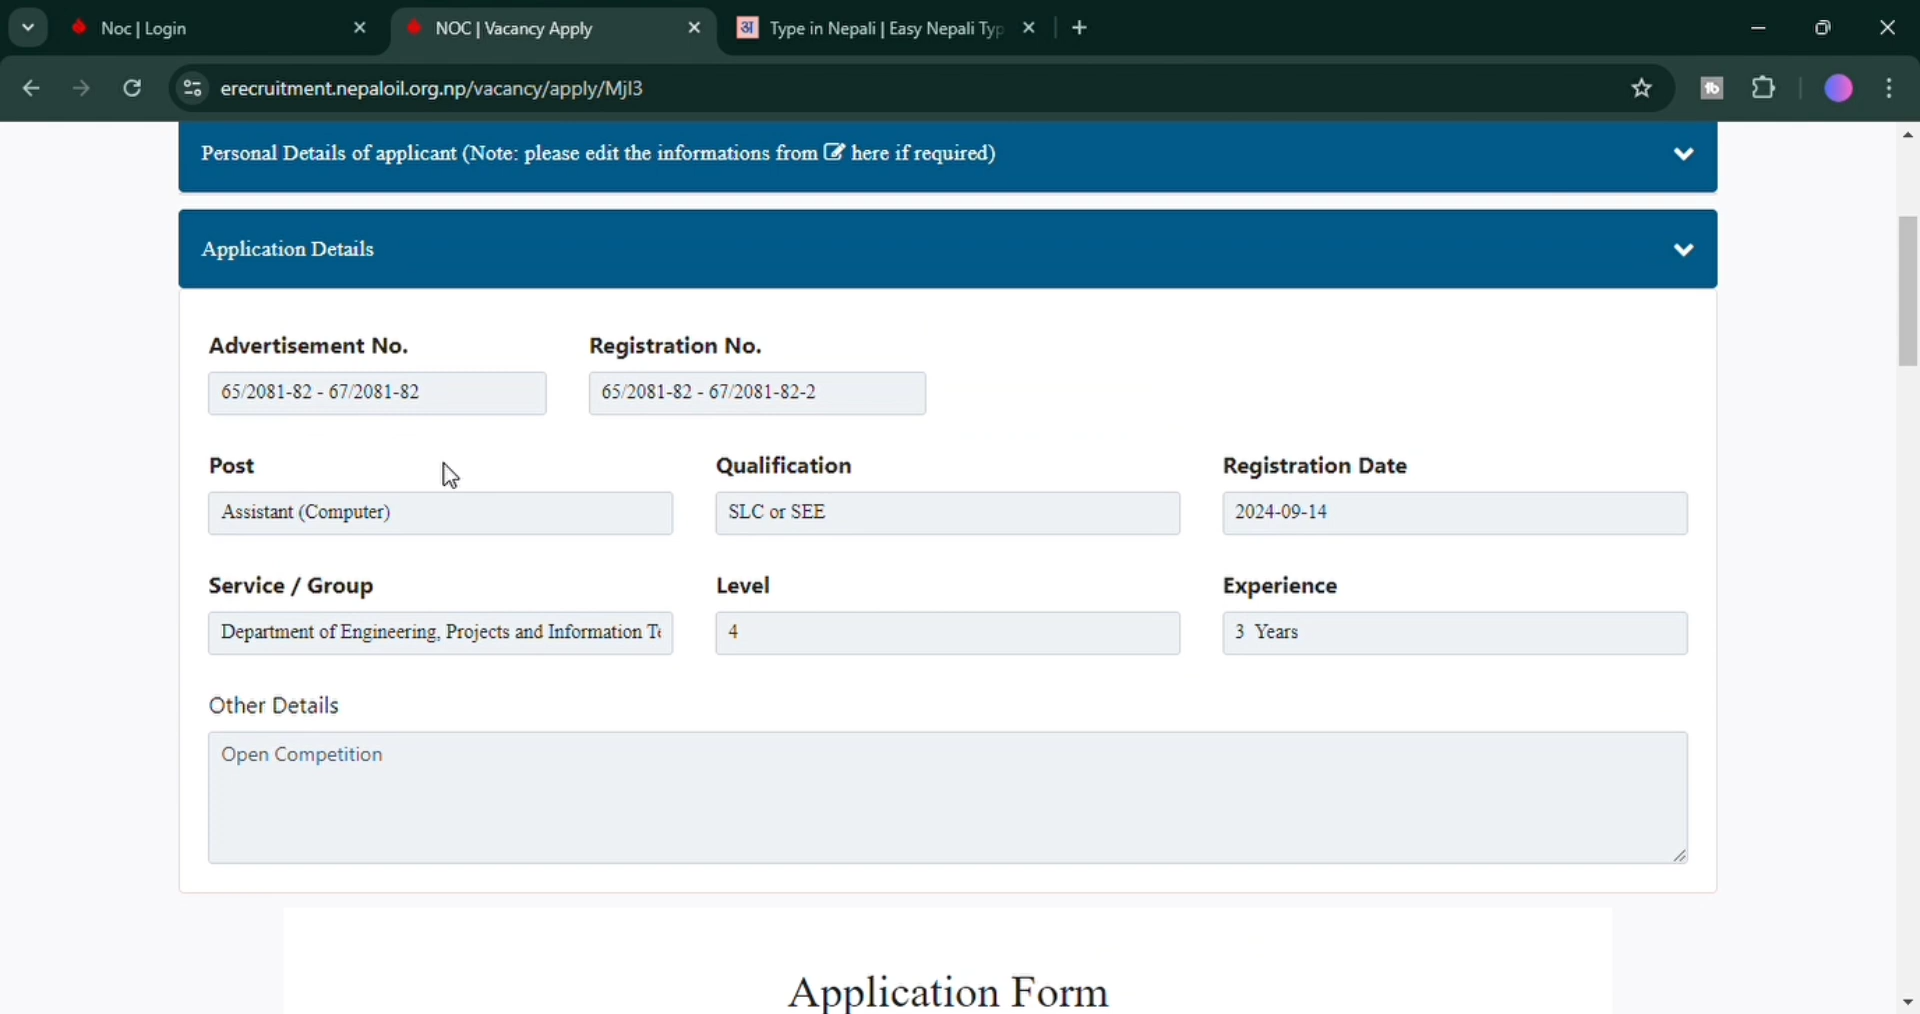 Noc | Login
NOC | Vacancy Apply
अ Type in Nepali | Easy Nepali Typ
erecruitment.nepaloil.org.np/vacancy/apply/MjI3
Personal Details of applicant (Note: please edit the informations from here if required)
Application Details
Advertisement No. Registration No.
65/2081-82 - 67/2081-82 65/2081-82 - 67/2081-82-2
Post Qualification Registration Date
Assistant (Computer) SLC or SEE 2024-09-14
Service / Group Level Experience
Department of Engineering, Projects and Information Te 4 3 Years
Other Details
Open Competition
Application Form